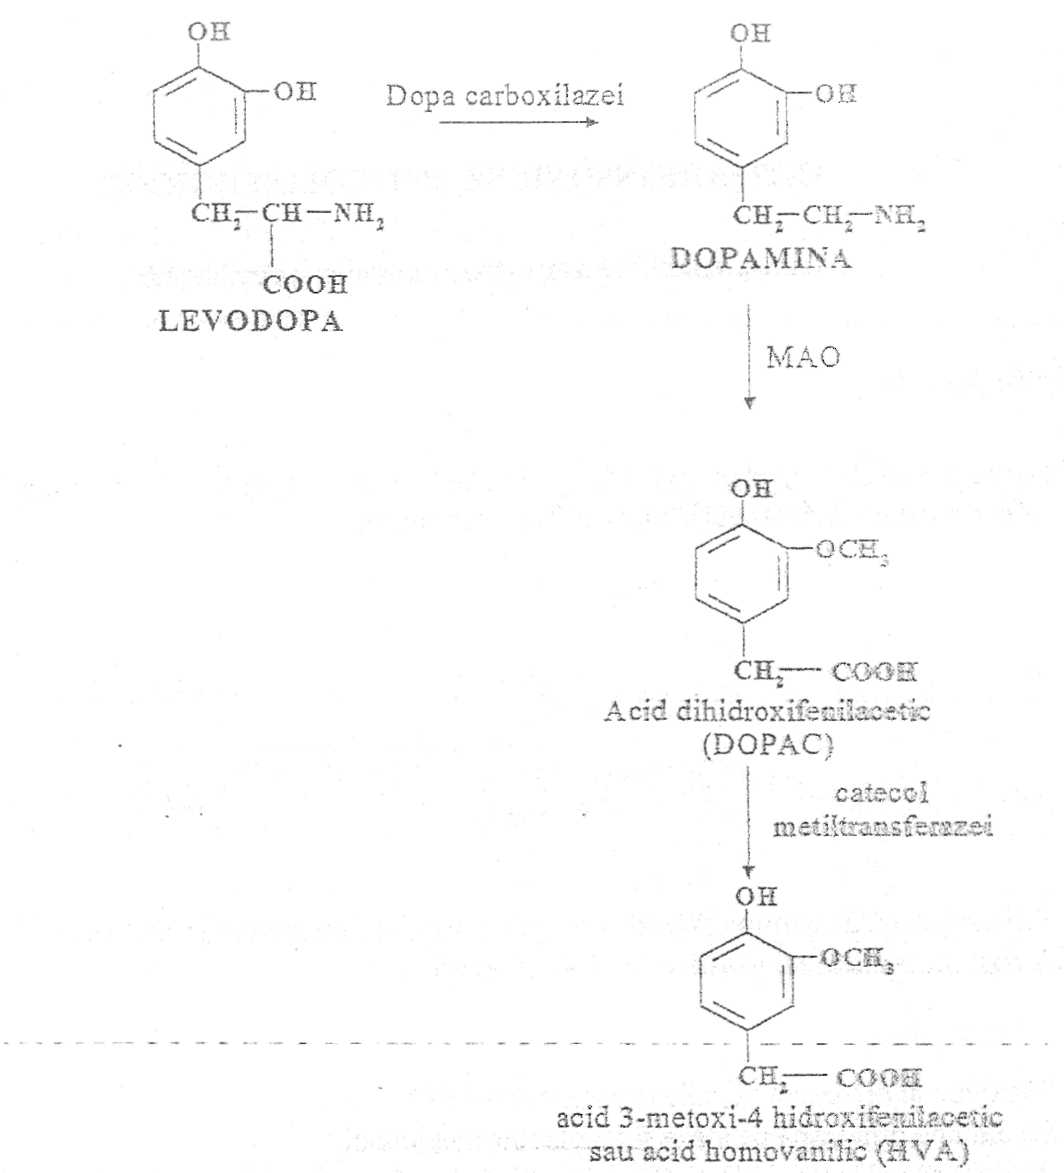 OH
OH
-OH
Dopa carboxilazei
-OH
CH₂-CH-NH₂
CH₂-CH₂-NH₂
COOH
DOPAMINA
LEVODOPA
MAO
OH
-OCH₃
CH₂-COOH
Acid dihidroxifenilacetic
(DOPAC)
catecol
metiltransferazei
OH
-OCH₃
CH₂-COOH
acid 3-metoxi-4 hidroxifenilacetic
sau acid homovanilic (HVA)